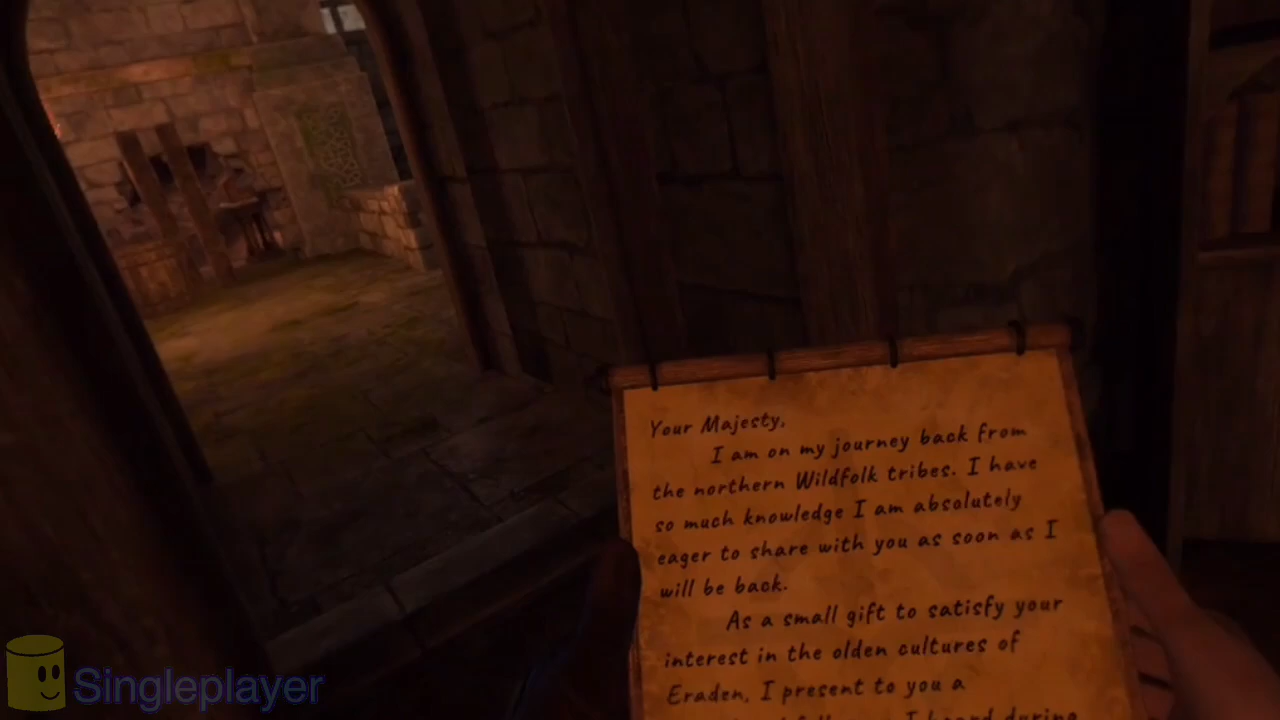 Your Majesty,
I am on my journey back from
the northern Wildfolk tribes. I have
so much knowledge I am absolutely
eager to share with you as soon as I
will be back.
As a small gift to satisfy your
interest in the olden cultures of
Eraden, I present to you a
I heard during
Singleplayer